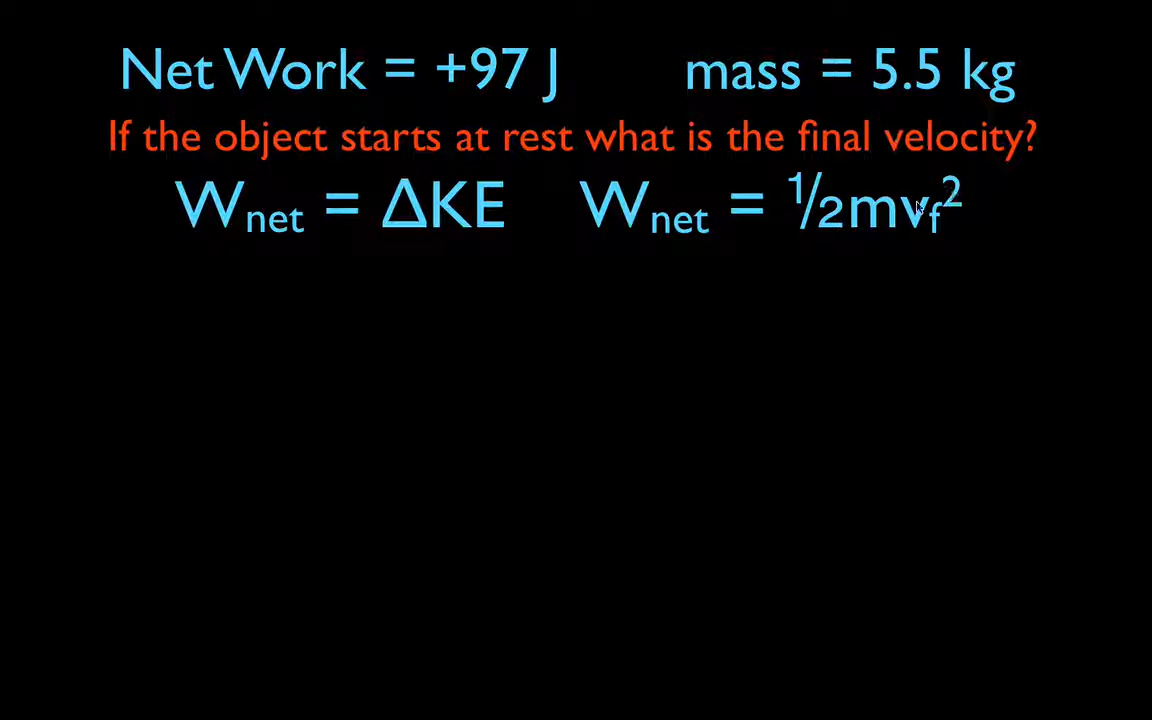 Net Work = +97 J mass = 5.5 kg
If the object starts at rest what is the final velocity?
Wnet = ΔKE Wnet = ½mvf²